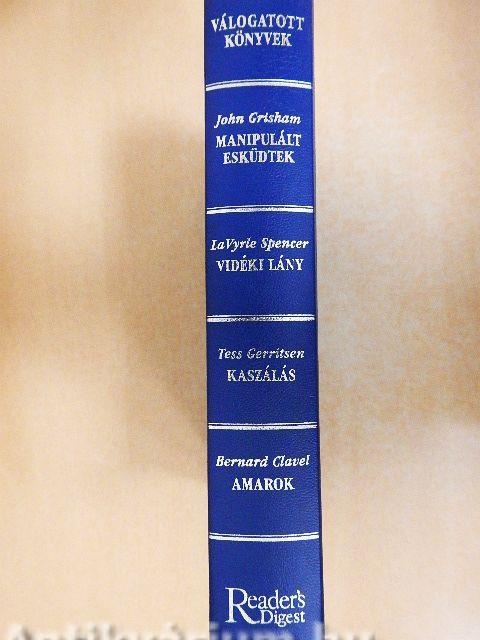 VÁLOGATOTT
KÖNYVEK
John Grisham
MANIPULÁLT
ESKÜDTEK
LaVyrle Spencer
VIDÉKI LÁNY
Tess Gerritsen
KASZÁLÁS
Bernard Clavel
AMAROK
Reader's
Digest